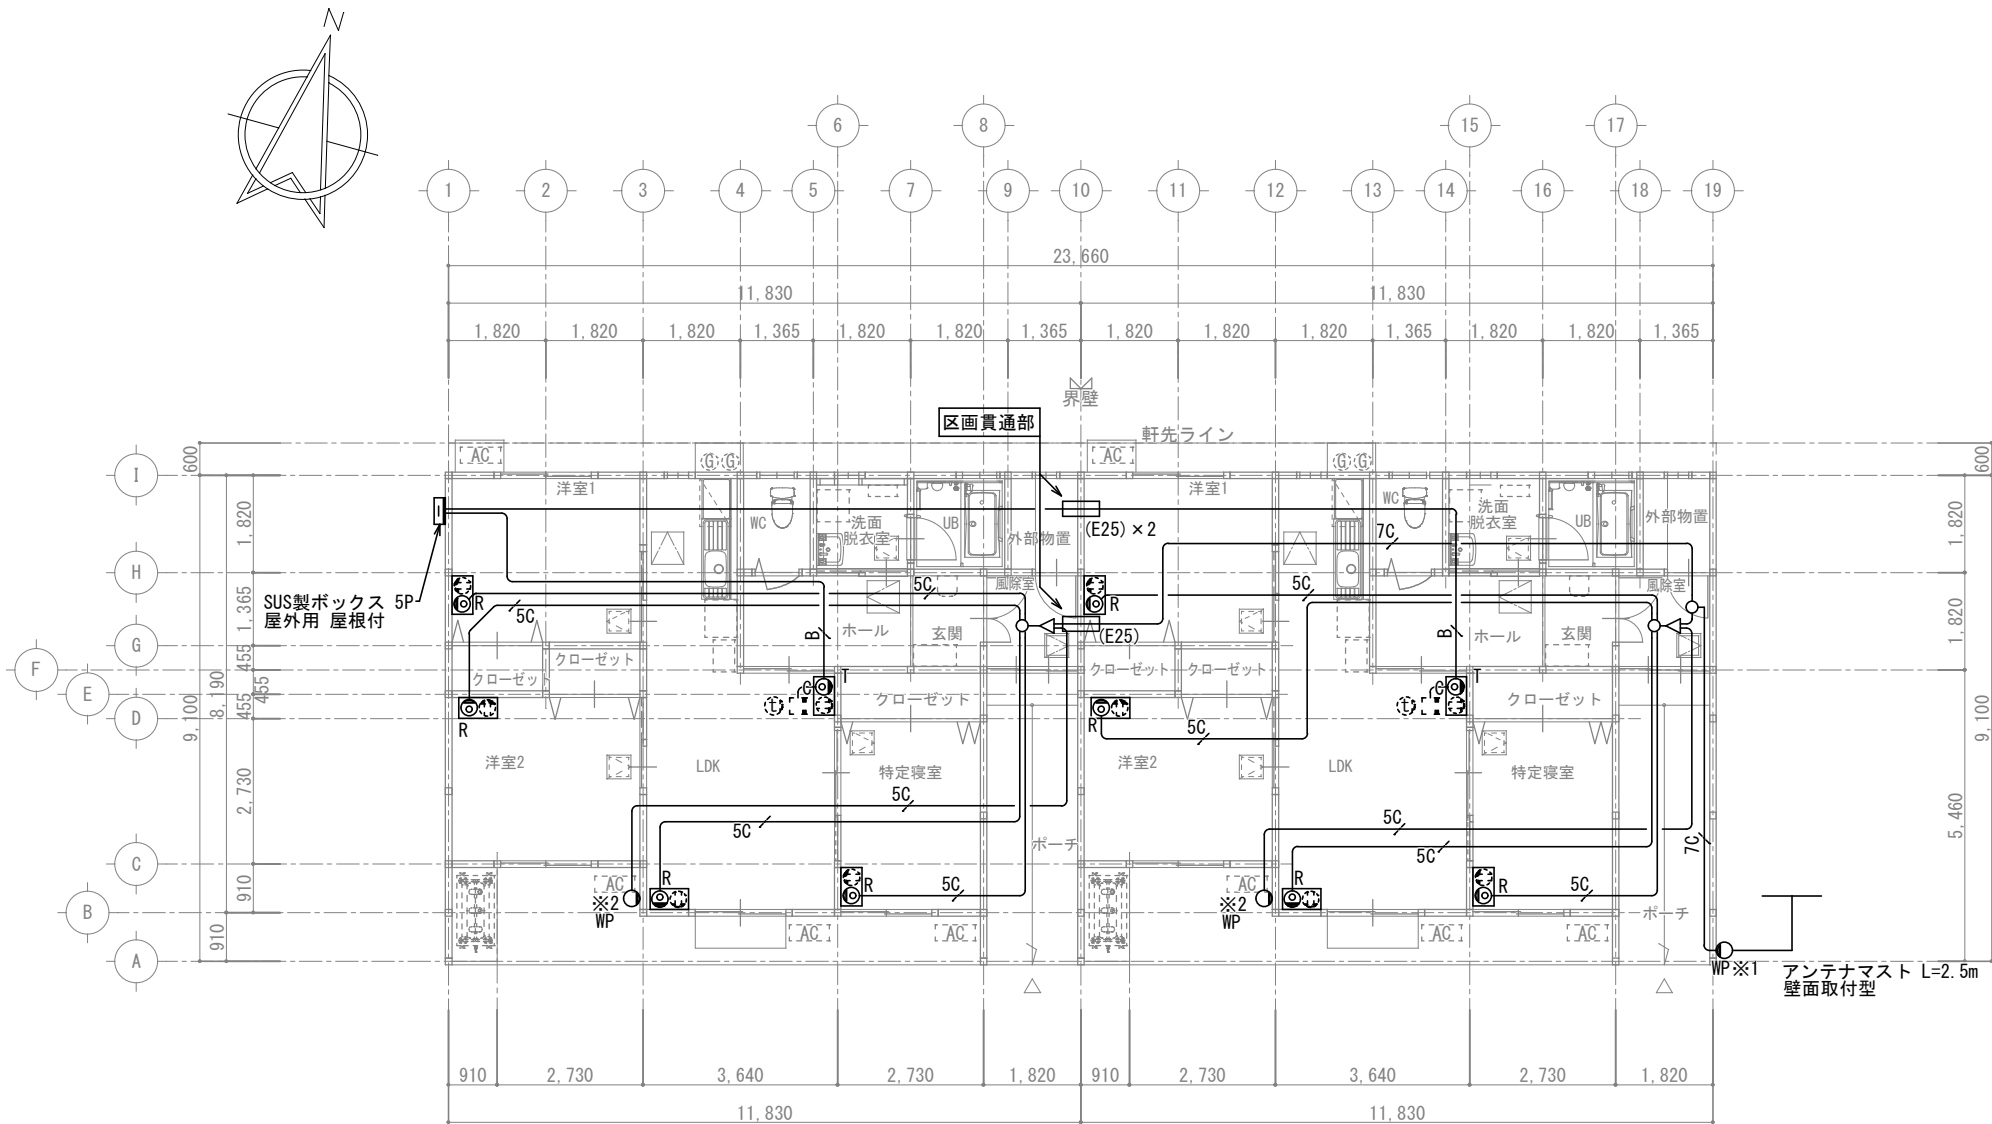 N
6
8
15
17
1
2
3
4
5
7
9
10
11
12
13
14
16
18
19
23,660
11,830
11,830
1,820
1,820
1,820
1,365
1,820
1,820
1,365
1,820
1,820
1,820
1,365
1,820
1,820
1,365
界壁
区画貫通部
軒先ライン
600
600
AC
G
G
AC
G
G
I
洋室1
洋室1
1,820
1,820
WC
洗面
脱衣室
UB
外部物置
(E25)×2
7C
WC
洗面
脱衣室
UB
外部物置
H
SUS製ボックス 5P
屋外用 屋根付
R
5C
5C
風除室
R
5C
風除室
1,365
1,820
B
ホール
玄関
(E25)
B
ホール
玄関
G
F
455
クローゼット
クローゼット
クローゼット
クローゼット
E
455
455
8,190
9,100
9,100
T
C
t
クローゼット
T
C
t
クローゼット
D
R
R
5C
洋室2
LDK
特定寝室
洋室2
LDK
特定寝室
2,730
5,460
5C
5C
5C
5C
7C
ポーチ
C
910
AC
R
R
5C
AC
R
R
5C
※2
WP
※2
WP
ポーチ
B
910
AC
AC
AC
AC
A
WP※1
アンテナマスト L=2.5m
壁面取付型
910
2,730
3,640
2,730
1,820
910
2,730
3,640
2,730
1,820
11,830
11,830